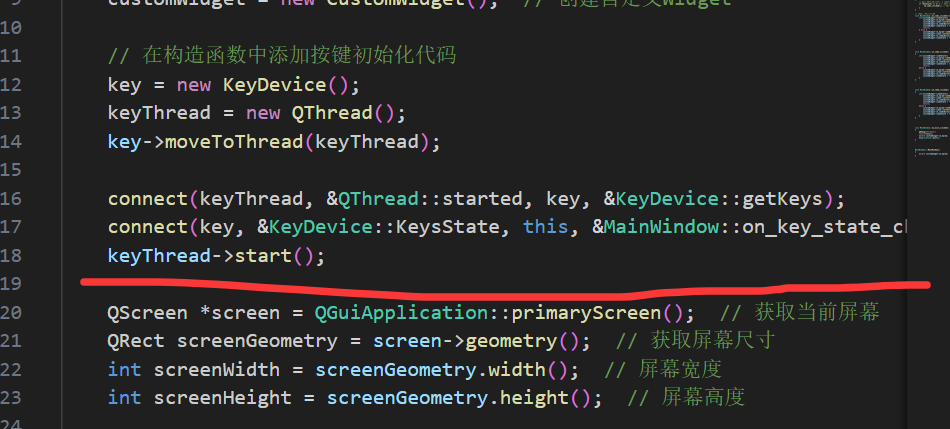 9 customWidget = new CustomWidget(); // 创建自定义Widget
10
11 // 在构造函数中添加按键初始化代码
12 key = new KeyDevice();
13 keyThread = new QThread();
14 key->moveToThread(keyThread);
15
16 connect(keyThread, &QThread::started, key, &KeyDevice::getKeys);
17 connect(key, &KeyDevice::KeysState, this, &MainWindow::on_key_state_c
18 keyThread->start();
19
20 QScreen *screen = QGuiApplication::primaryScreen(); // 获取当前屏幕
21 QRect screenGeometry = screen->geometry(); // 获取屏幕尺寸
22 int screenWidth = screenGeometry.width(); // 屏幕宽度
23 int screenHeight = screenGeometry.height(); // 屏幕高度
24